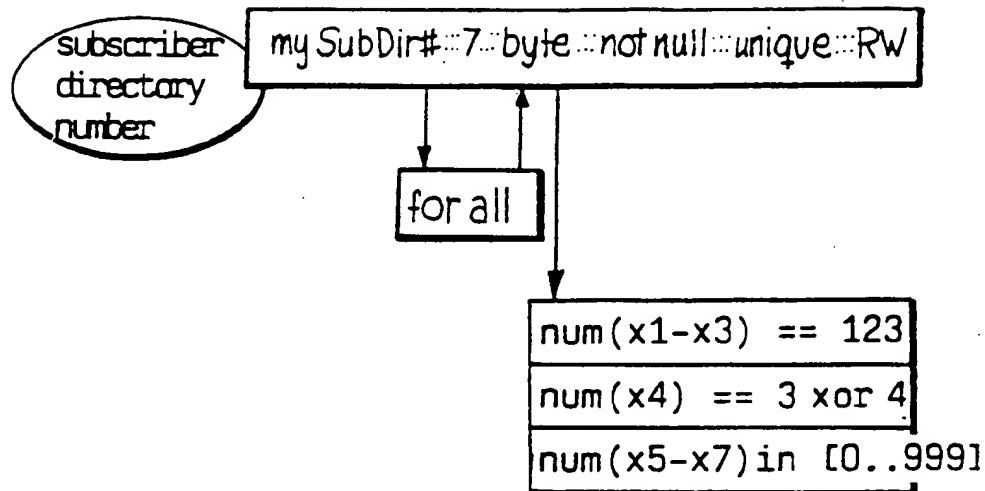 subscriber
directory
number
my SubDir#:::7:::byte:::not null:::unique:::RW
for all
num(x1-x3) == 123
num(x4) == 3 xor 4
num(x5-x7)in [0..999]